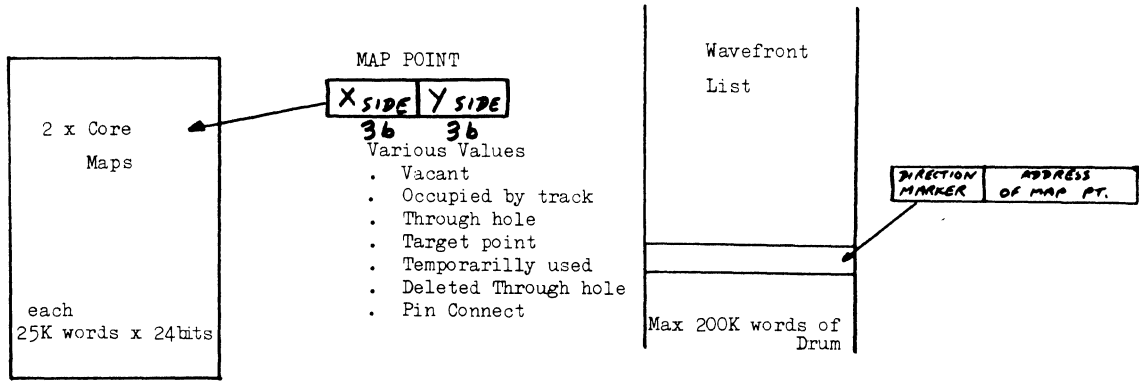 2 x Core
Maps
each
25K words x 24bits
MAP POINT
X SIDE Y SIDE
3b 3b
Various Values
. Vacant
. Occupied by track
. Through hole
. Target point
. Temporarilly used
. Deleted Through hole
. Pin Connect
Wavefront
List
Max 200K words of
Drum
DIRECTION MARKER
ADDRESS OF MAP PT.